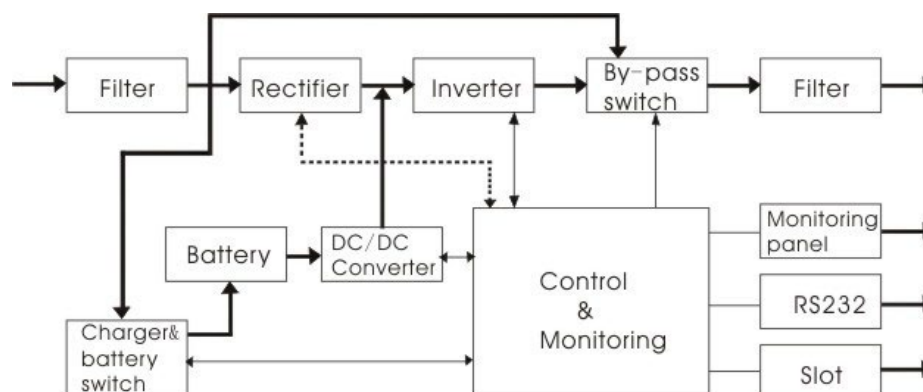 Filter
Rectifier
Inverter
By-pass
switch
Filter
Battery
DC/DC
Converter
Control
&
Monitoring
Monitoring
panel
RS232
Slot
Charger&
battery
switch